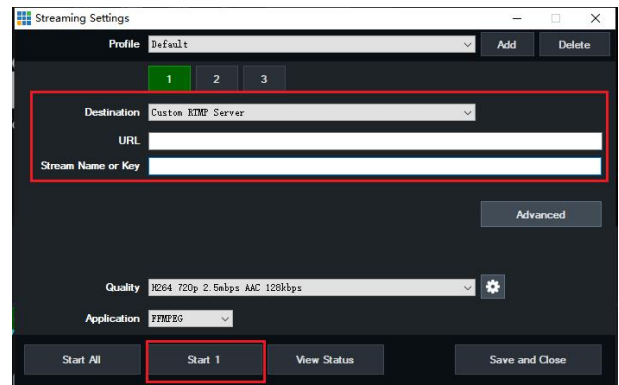 Streaming Settings
Profile Default Add Delete
1 2 3
Destination Custom RTMP Server
URL
Stream Name or Key
Advanced
Quality H264 720p 2.5mbps AAC 128kbps
Application FFMPEG
Start All Start 1 View Status Save and Close